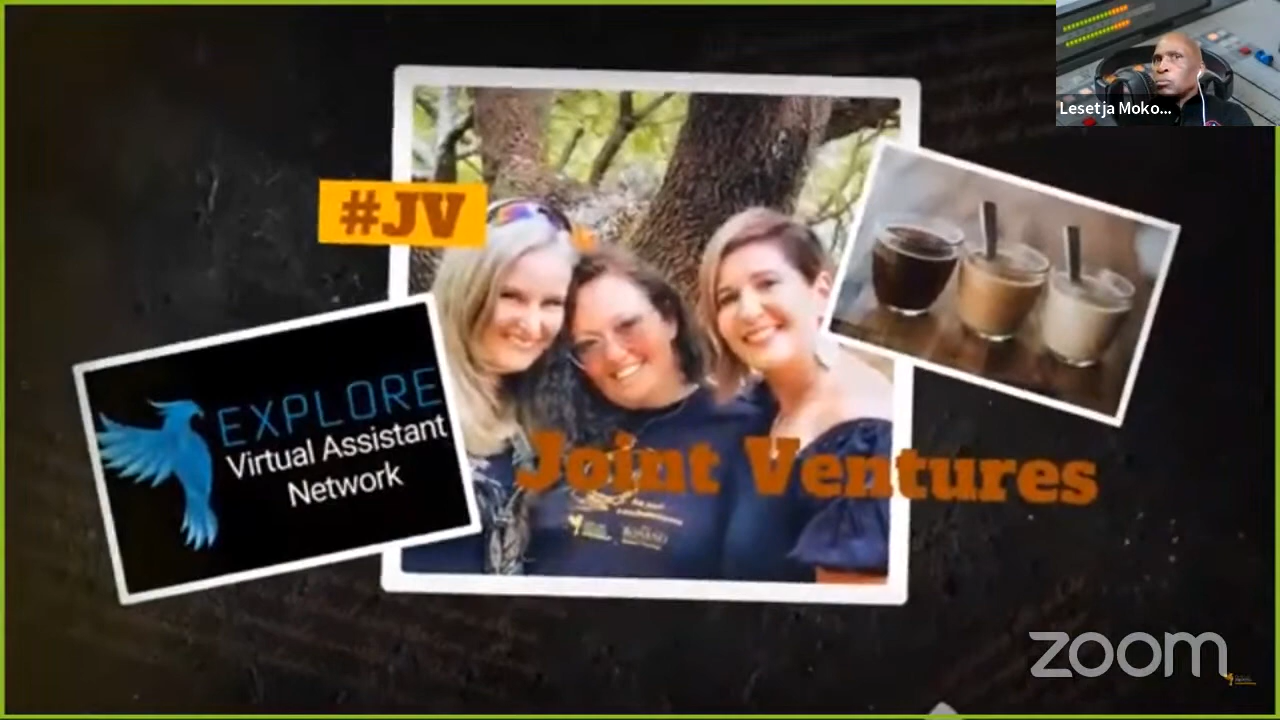 Lesetja Moko...
#JV
EXPLORE
Virtual Assistant
Network
Joint Ventures
zoom